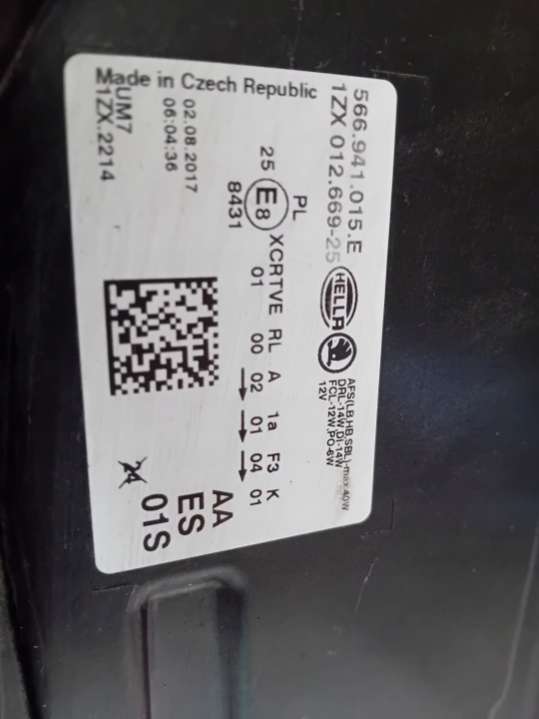 566.941.015.E
1ZX 012.669-25
HELLA
AFS(LB,HB,SBL)-max.40W
DRL-14W,DI-14W
FCL-12W,PO-6W
12V
PL
XCRTVE RL A 1a F3 K
01 00 02 01 04 01
25 E8
8431
Made in Czech Republic
02.08.2017
06:04:36
UM7
1ZX.2214
AA
ES
01S
24